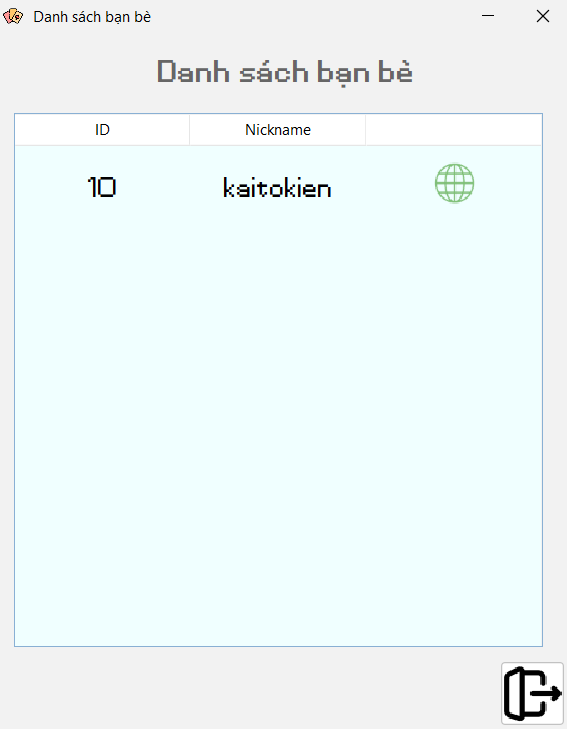 Danh sách bạn bè
Danh sách bạn bè
ID Nickname
10 kaitokien